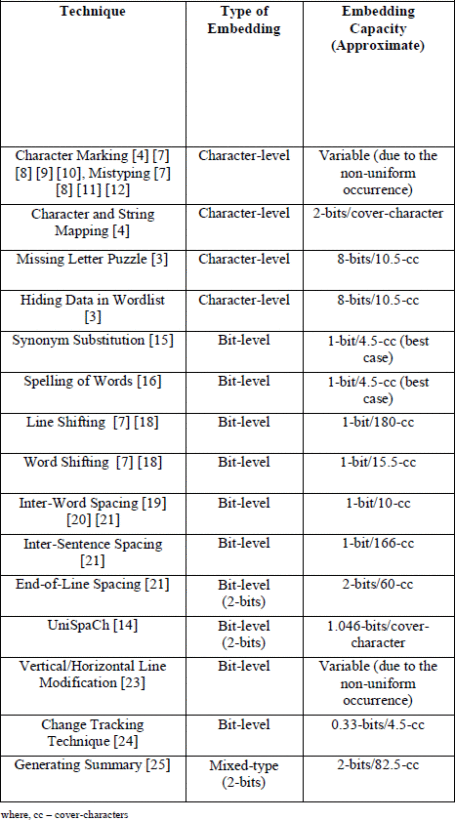 Technique
Type of
Embedding
Embedding
Capacity
(Approximate)
Character Marking [4] [7]
[8] [9] [10], Mistyping [7]
[8] [11] [12]
Character-level
Variable (due to the
non-uniform
occurrence)
Character and String
Mapping [4]
Character-level
2-bits/cover-character
Missing Letter Puzzle [3]
Character-level
8-bits/10.5-cc
Hiding Data in Wordlist
[3]
Character-level
8-bits/10.5-cc
Synonym Substitution [15]
Bit-level
1-bit/4.5-cc (best
case)
Spelling of Words [16]
Bit-level
1-bit/4.5-cc (best
case)
Line Shifting [7] [18]
Bit-level
1-bit/180-cc
Word Shifting [7] [18]
Bit-level
1-bit/15.5-cc
Inter-Word Spacing [19]
[20] [21]
Bit-level
1-bit/10-cc
Inter-Sentence Spacing
[21]
Bit-level
1-bit/166-cc
End-of-Line Spacing [21]
Bit-level
(2-bits)
2-bits/60-cc
UniSpaCh [14]
Bit-level
(2-bits)
1.046-bits/cover-
character
Vertical/Horizontal Line
Modification [23]
Bit-level
Variable (due to the
non-uniform
occurrence)
Change Tracking
Technique [24]
Bit-level
0.33-bits/4.5-cc
Generating Summary [25]
Mixed-type
(2-bits)
2-bits/82.5-cc
where, cc – cover-characters